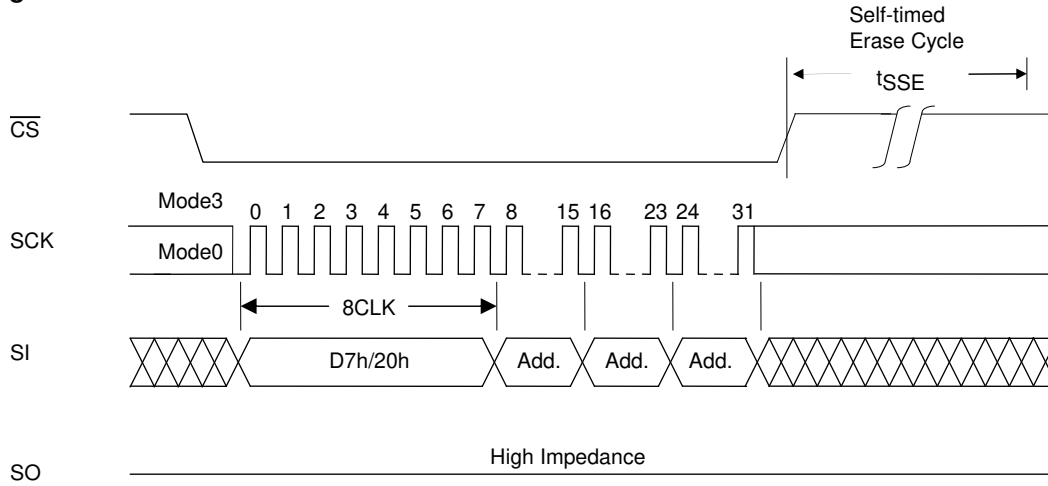 Self-timed
Erase Cycle
tSSE
CS
Mode3
0 1 2 3 4 5 6 7 8 15 16 23 24 31
SCK
Mode0
8CLK
SI
D7h/20h Add. Add. Add.
High Impedance
SO